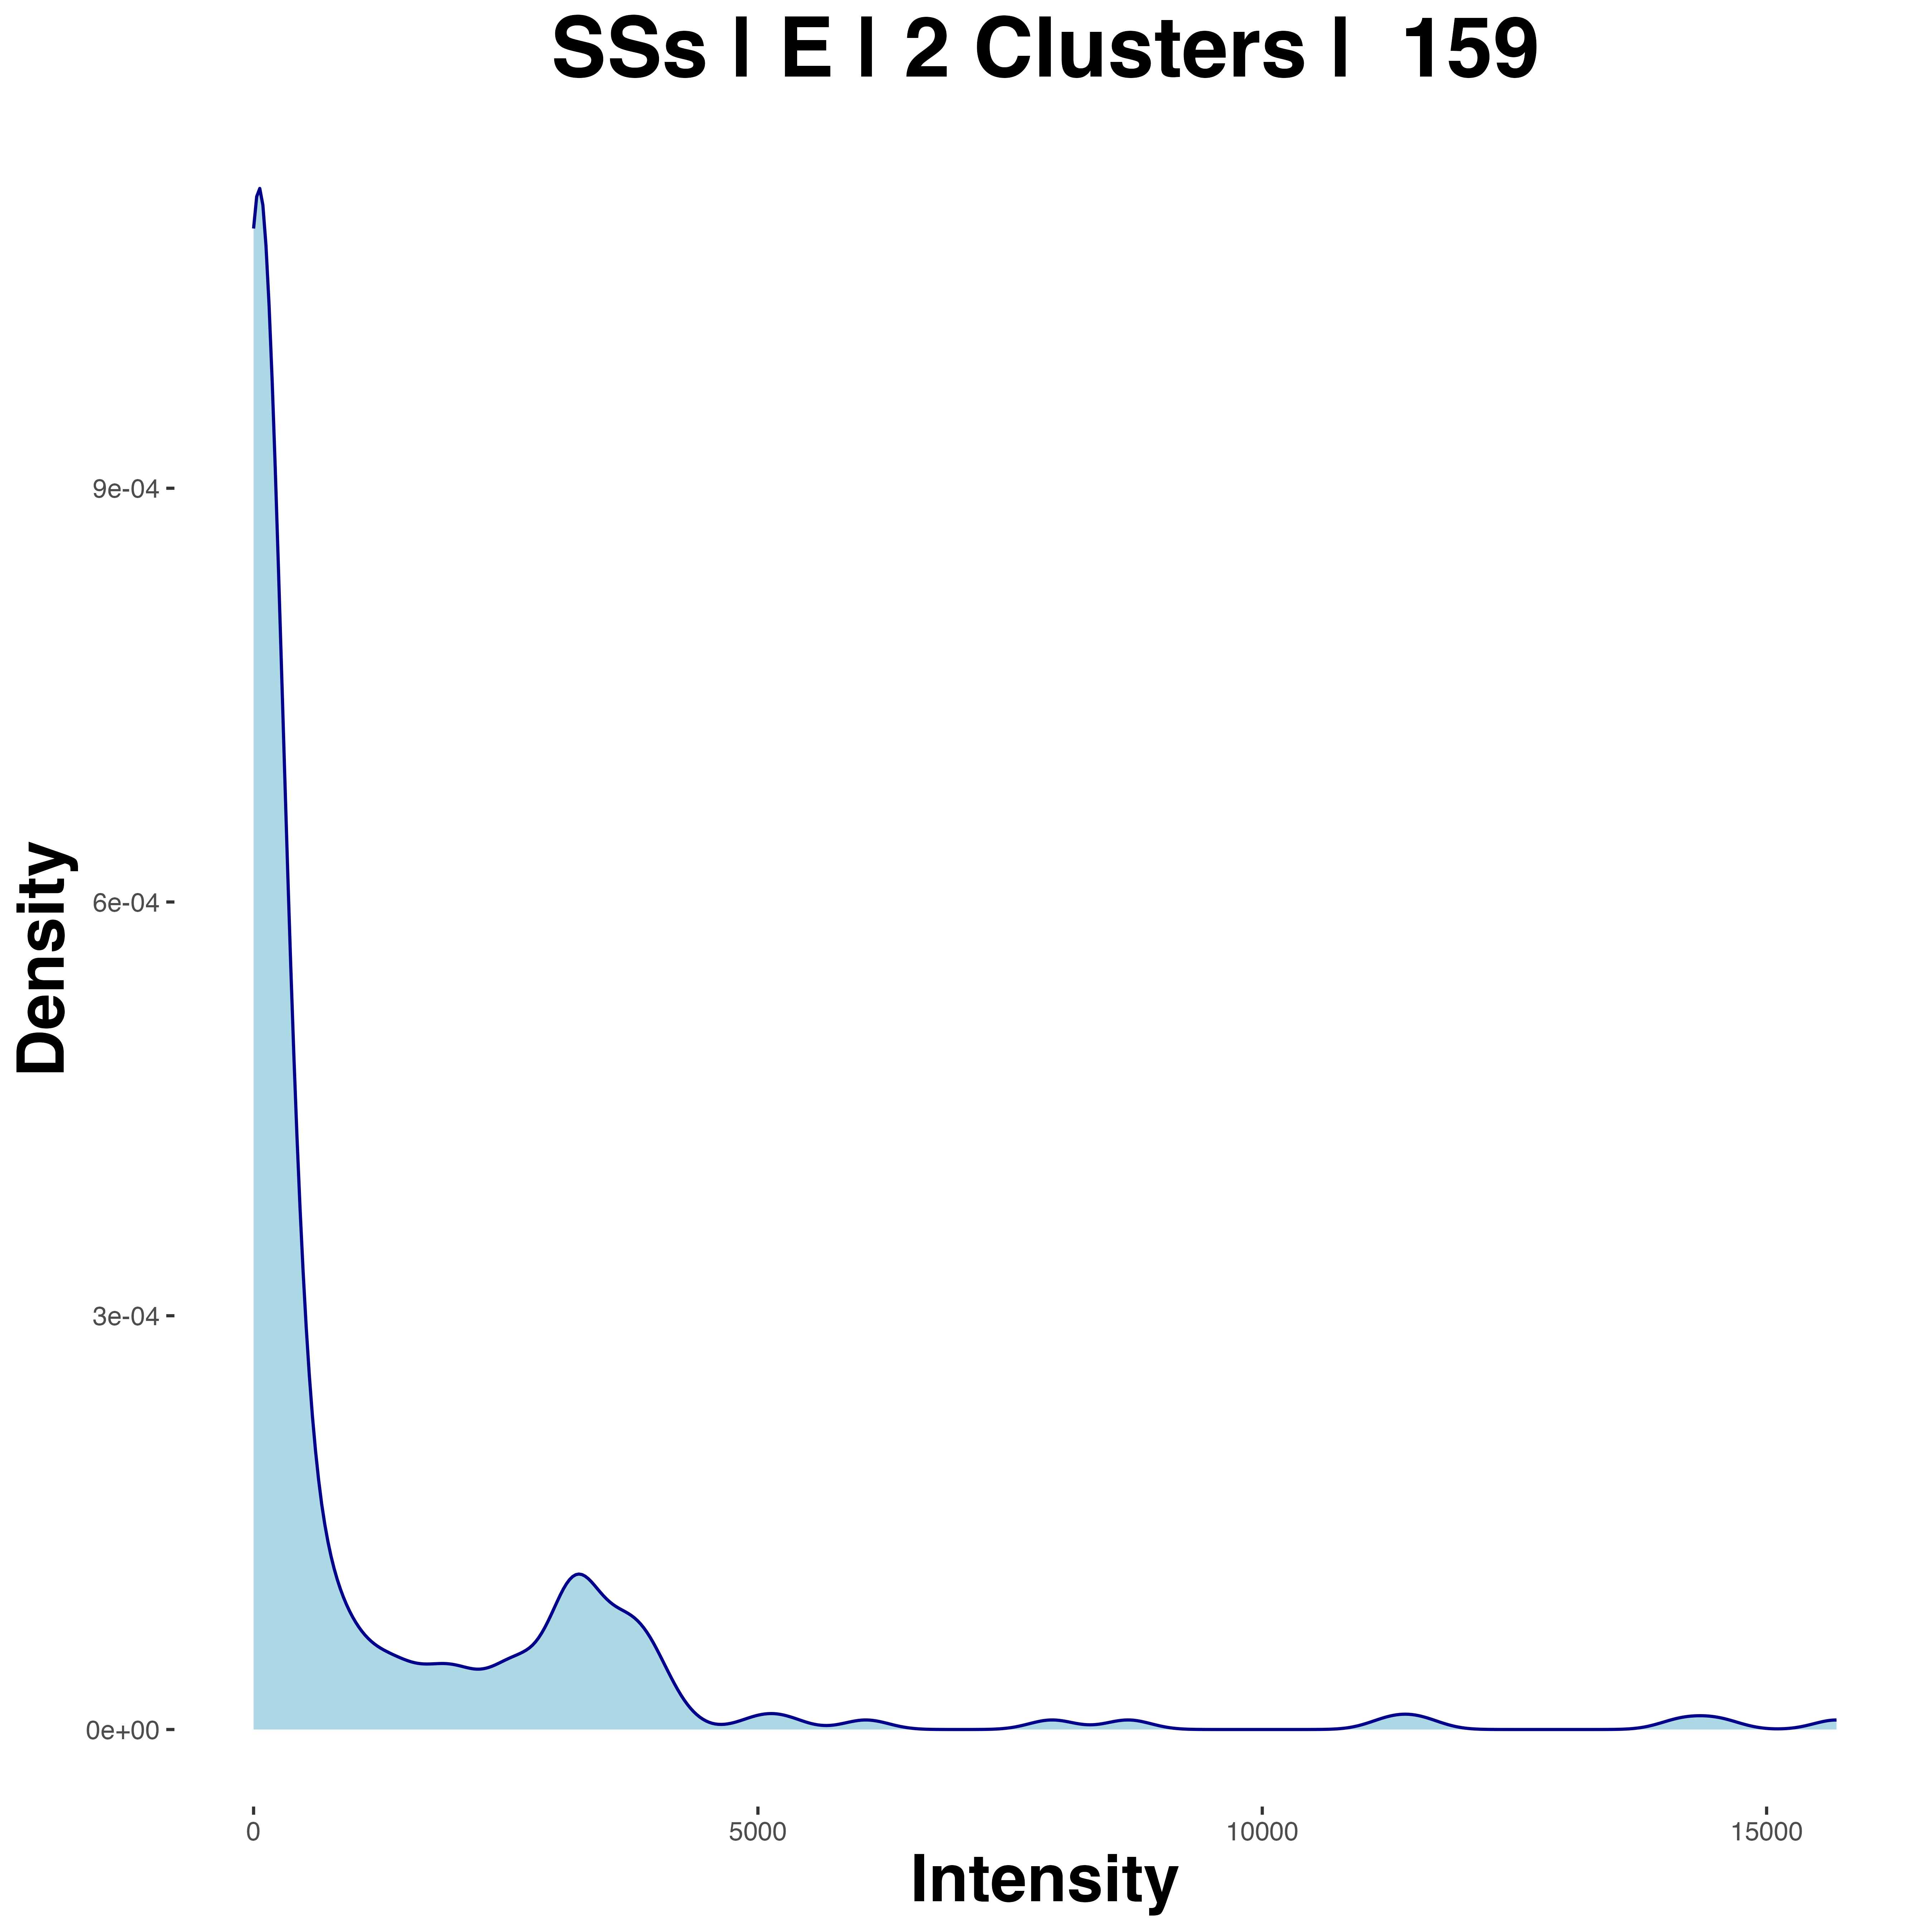 SSs | E | 2 Clusters | 159
Density
9e-04
6e-04
3e-04
0e+00
0 5000 10000 15000
Intensity